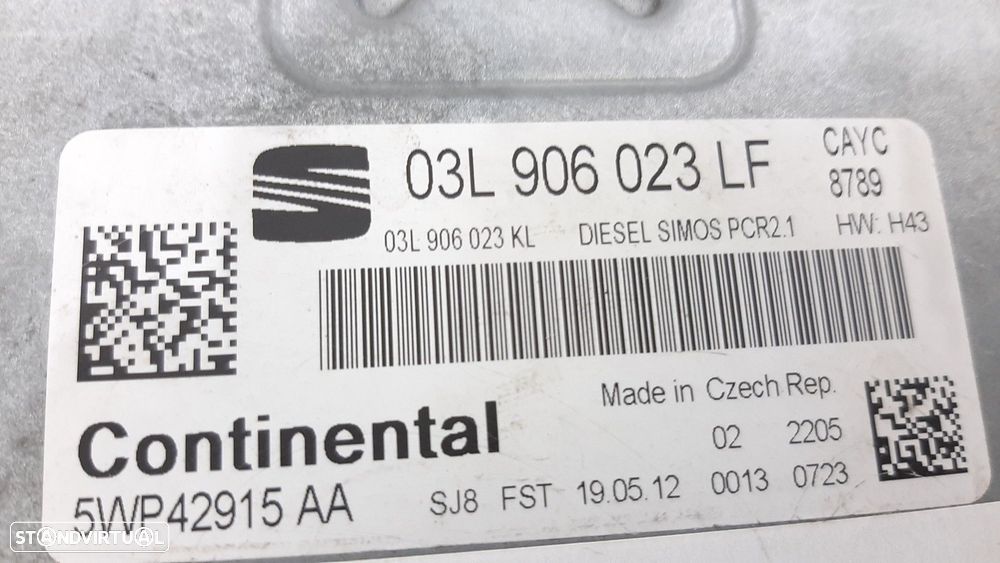 03L 906 023 LF
CAYC
8789
03L 906 023 KL DIESEL SIMOS PCR2.1 HW: H43
Made in Czech Rep.
02 2205
Continental
5WP42915 AA
SJ8 FST 19.05.12 0013 0723
STANDVIRTUAL